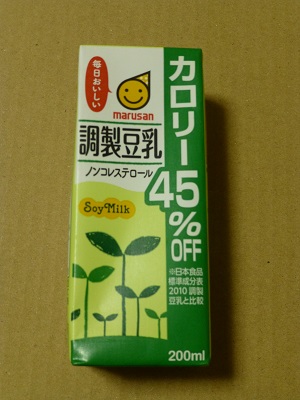 毎日おいしい
marusan
調製豆乳
ノンコレステロール
Soy Milk
カロリー
45%
OFF
※日本食品
標準成分表
2010 調製
豆乳と比較
200ml